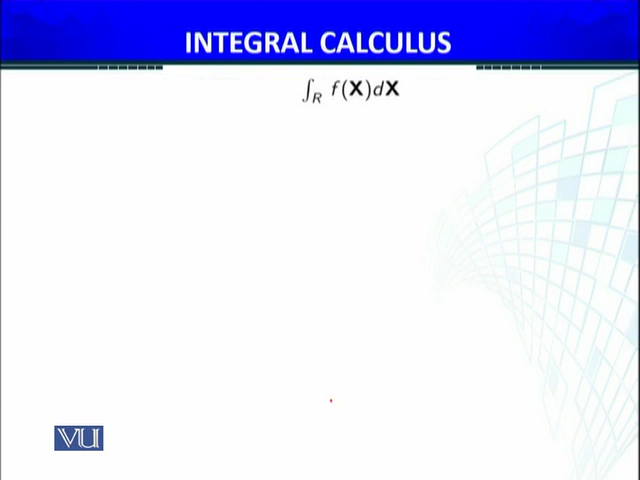 INTEGRAL CALCULUS
∫_R f(X)dX
VU